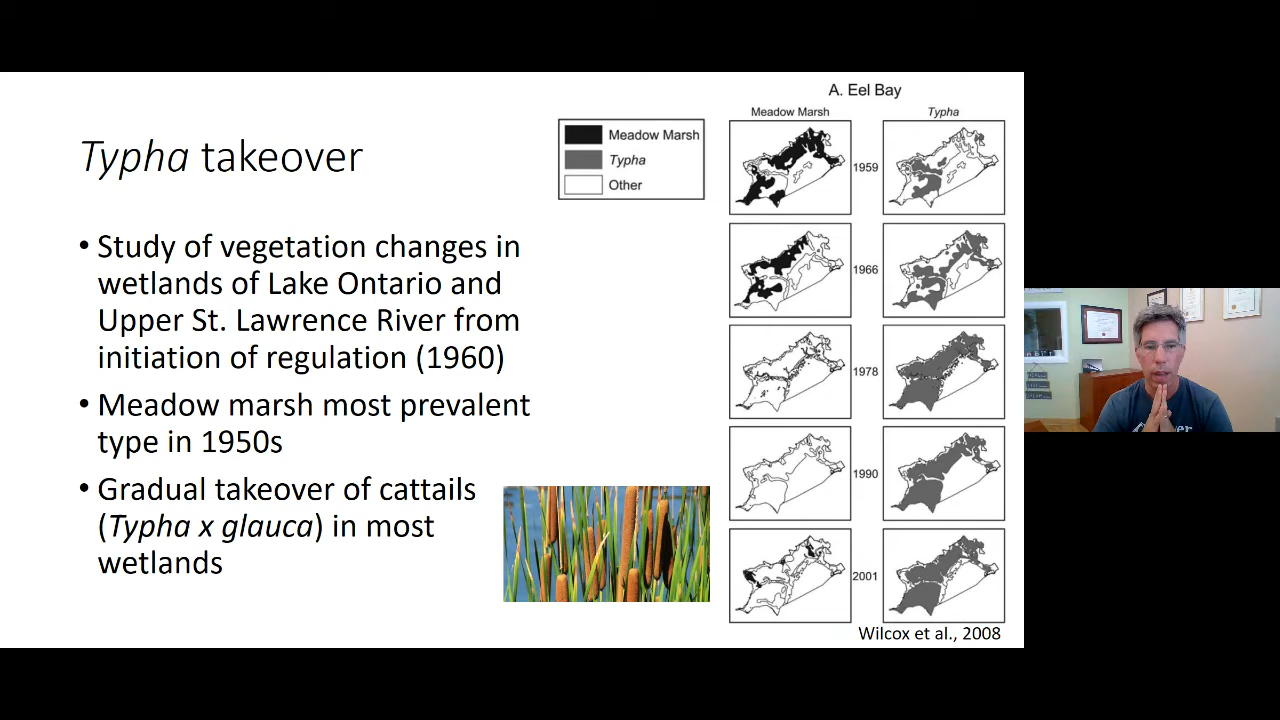 Typha takeover
• Study of vegetation changes in
wetlands of Lake Ontario and
Upper St. Lawrence River from
initiation of regulation (1960)
• Meadow marsh most prevalent
type in 1950s
• Gradual takeover of cattails
(Typha x glauca) in most
wetlands
Meadow Marsh
Typha
Other
A. Eel Bay
Meadow Marsh Typha
1959
1966
1978
1990
2001
Wilcox et al., 2008